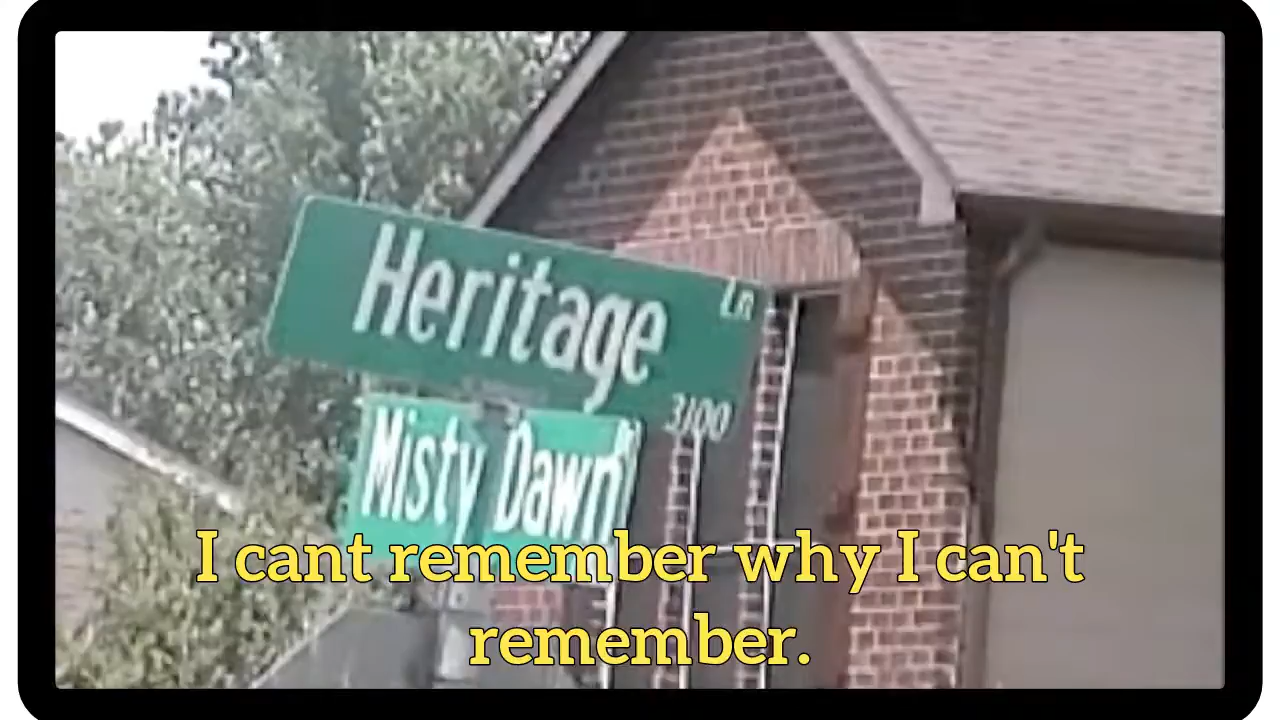 Heritage Ln
3100
Misty Dawn
I cant remember why I can't
remember.